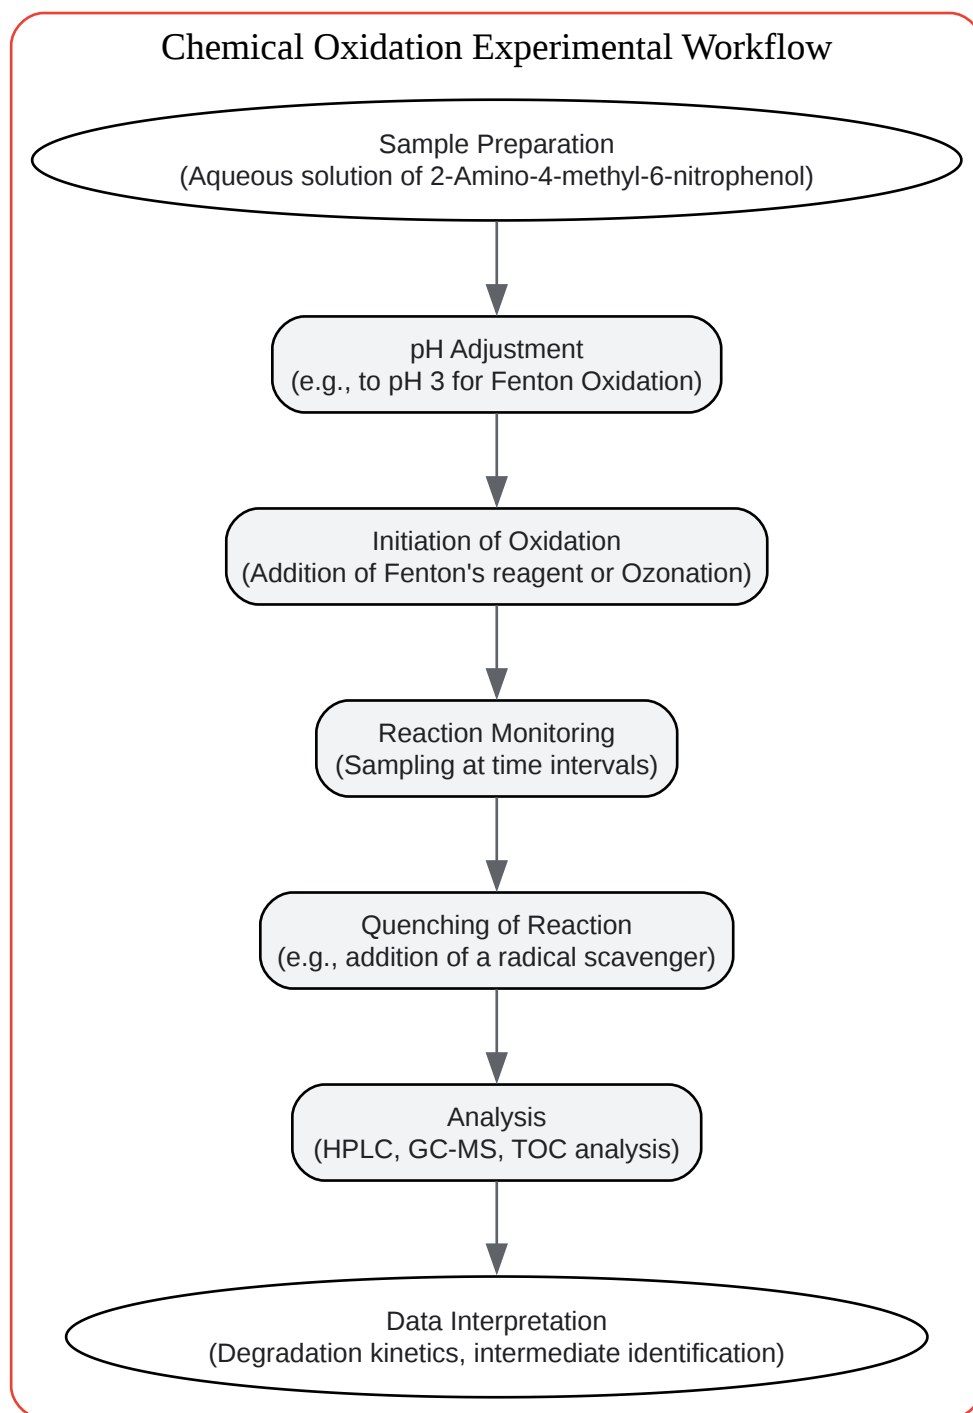 Chemical Oxidation Experimental Workflow
Sample Preparation
(Aqueous solution of 2-Amino-4-methyl-6-nitrophenol)
pH Adjustment
(e.g., to pH 3 for Fenton Oxidation)
Initiation of Oxidation
(Addition of Fenton's reagent or Ozonation)
Reaction Monitoring
(Sampling at time intervals)
Quenching of Reaction
(e.g., addition of a radical scavenger)
Analysis
(HPLC, GC-MS, TOC analysis)
Data Interpretation
(Degradation kinetics, intermediate identification)